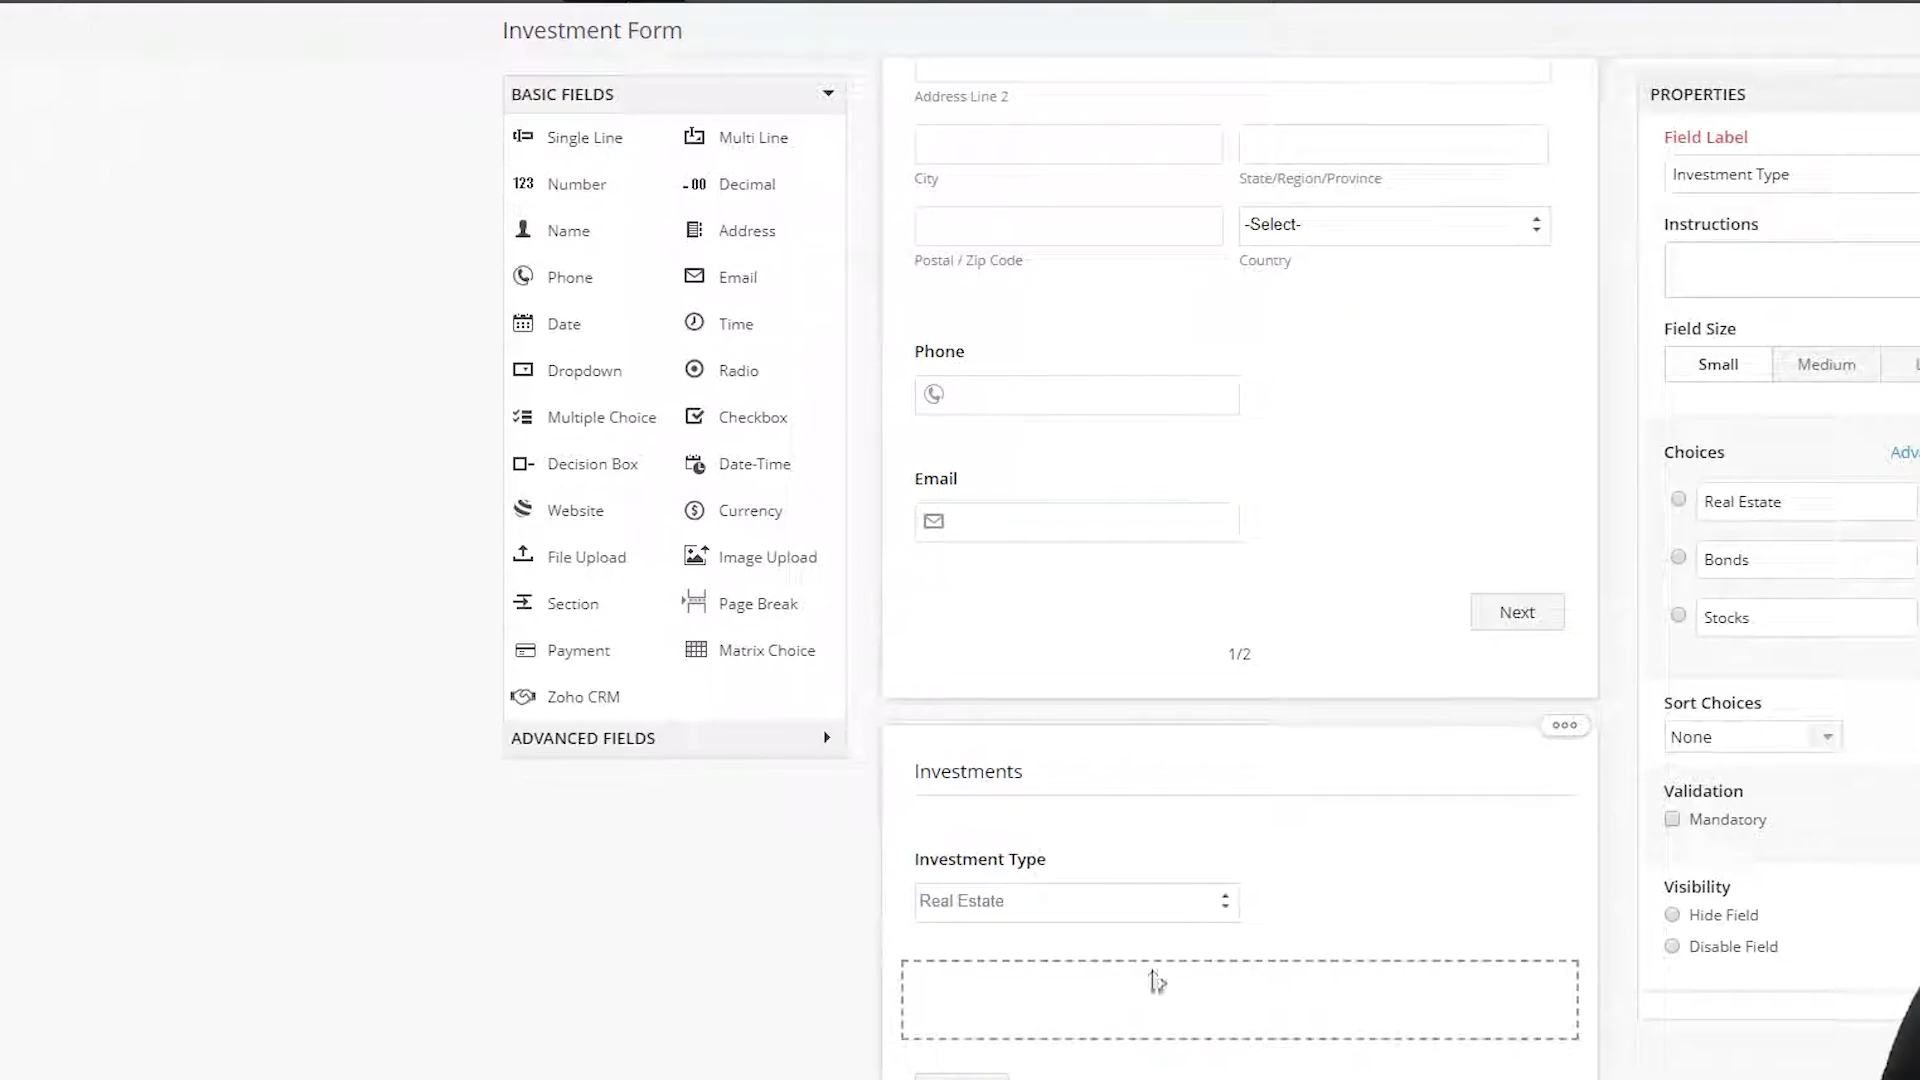 Investment Form
BASIC FIELDS
Single Line
Multi Line
123 Number
.00 Decimal
Name
Address
Phone
Email
Date
Time
Dropdown
Radio
Multiple Choice
Checkbox
Decision Box
Date-Time
Website
Currency
File Upload
Image Upload
Section
Page Break
Payment
Matrix Choice
Zoho CRM
ADVANCED FIELDS
Address Line 2
City
State/Region/Province
-Select-
Postal / Zip Code
Country
Phone
Email
Next
1/2
Investments
Investment Type
Real Estate
PROPERTIES
Field Label
Investment Type
Instructions
Field Size
Small
Medium
Choices
Real Estate
Bonds
Stocks
Sort Choices
None
Validation
Mandatory
Visibility
Hide Field
Disable Field